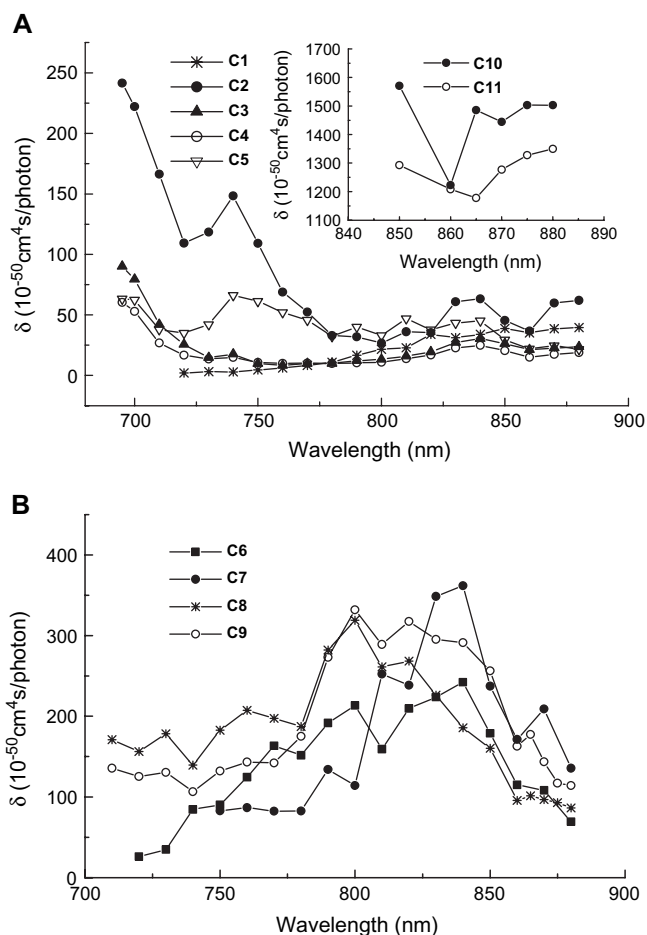 A
C1
C2
C3
C4
C5
δ (10⁻⁵⁰cm⁴s/photon)
250
200
150
100
50
0
700
750
800
850
900
Wavelength (nm)
C10
C11
δ (10⁻⁵⁰cm⁴s/photon)
1700
1600
1500
1400
1300
1200
1100
840
850
860
870
880
890
Wavelength (nm)
B
C6
C7
C8
C9
δ (10⁻⁵⁰cm⁴s/photon)
400
300
200
100
0
700
750
800
850
900
Wavelength (nm)